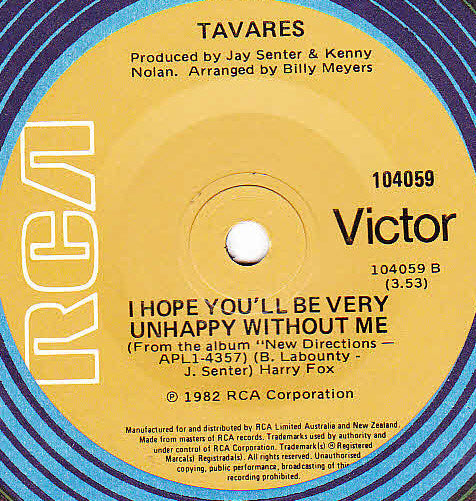 TAVARES
Produced by Jay Senter & Kenny
Nolan. Arranged by Billy Meyers
RCA
104059
Victor
104059 B
(3.53)
I HOPE YOU'LL BE VERY
UNHAPPY WITHOUT ME
(From the album "New Directions —
APL1-4357) (B. Labounty -
J. Senter) Harry Fox
℗ 1982 RCA Corporation
Manufactured for and distributed by RCA Limited Australia and New Zealand.
Made from masters of RCA records. Trademarks used by authority and
under control of RCA Corporation. Trademark(s) ® Registered
Marca(s) Registrada(s). All rights reserved. Unauthorised
copying, public performance, broadcasting of this
recording prohibited.